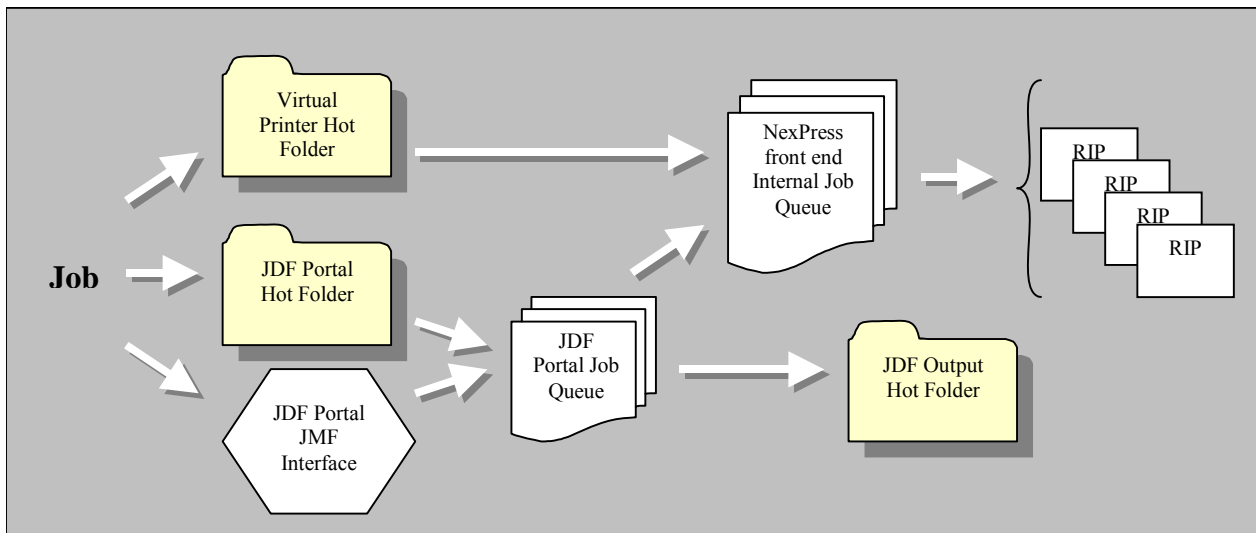 Virtual
Printer Hot
Folder
NexPress
front end
Internal Job
Queue
RIP
RIP
RIP
RIP
Job
JDF Portal
Hot Folder
JDF
Portal Job
Queue
JDF Output
Hot Folder
JDF Portal
JMF
Interface